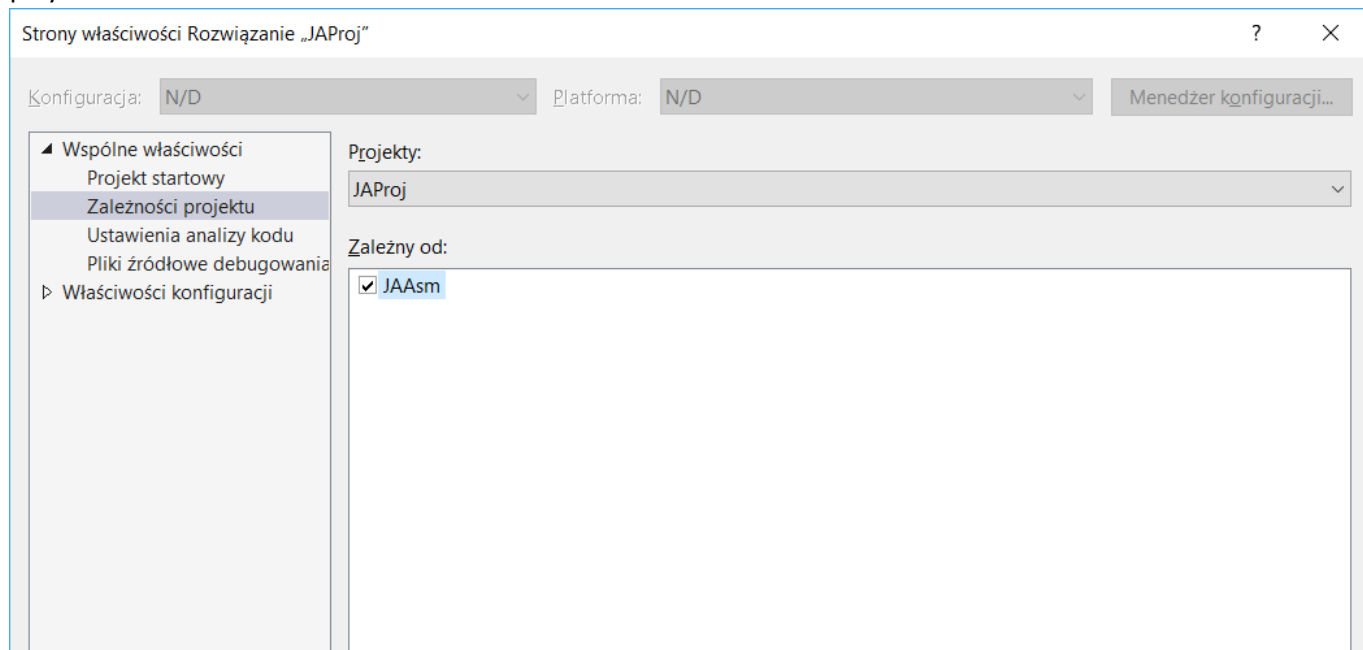 Strony właściwości Rozwiązanie „JAProj”
?
Konfiguracja: N/D
Platforma: N/D
Menedżer konfiguracji...
Wspólne właściwości
Projekt startowy
Zależności projektu
Ustawienia analizy kodu
Pliki źródłowe debugowania
Właściwości konfiguracji
Projekty:
JAProj
Zależny od:
JAAsm